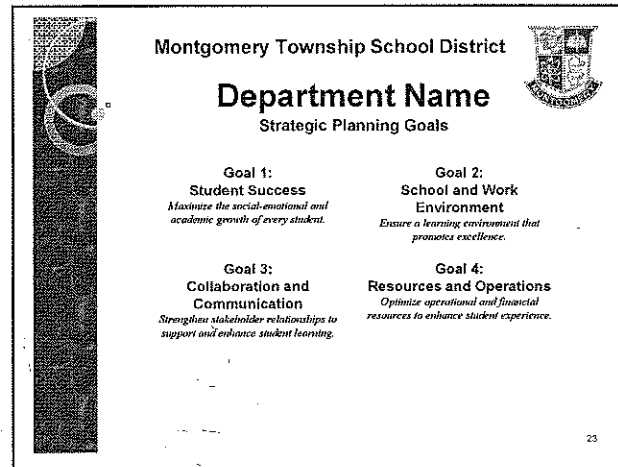 Montgomery Township School District
Department Name
Strategic Planning Goals
Goal 1:
Student Success
Maximize the social-emotional and
academic growth of every student.
Goal 2:
School and Work
Environment
Ensure a learning environment that
promotes excellence.
Goal 3:
Collaboration and
Communication
Strengthen stakeholder relationships to
support and enhance student learning.
Goal 4:
Resources and Operations
Optimize operational and financial
resources to enhance student experience.
MONTGOMERY
23